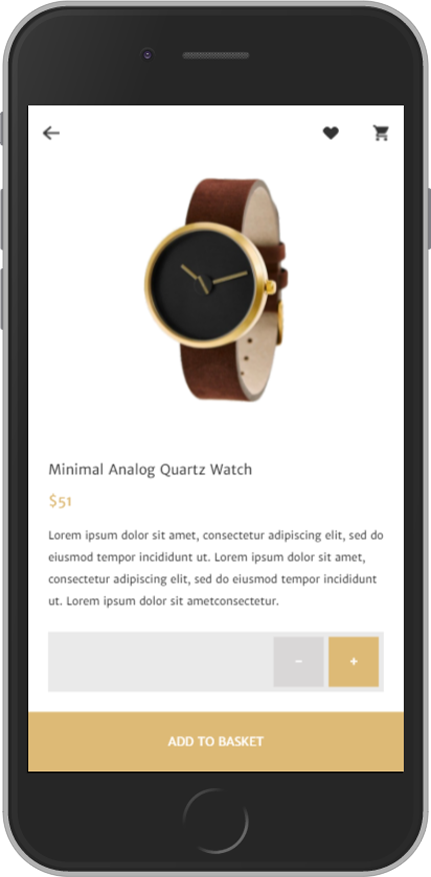 Minimal Analog Quartz Watch
$51
Lorem ipsum dolor sit amet, consectetur adipiscing elit, sed do
eiusmod tempor incididunt ut. Lorem ipsum dolor sit amet,
consectetur adipiscing elit, sed do eiusmod tempor incididunt
ut. Lorem ipsum dolor sit ametconsectetur.
− +
ADD TO BASKET